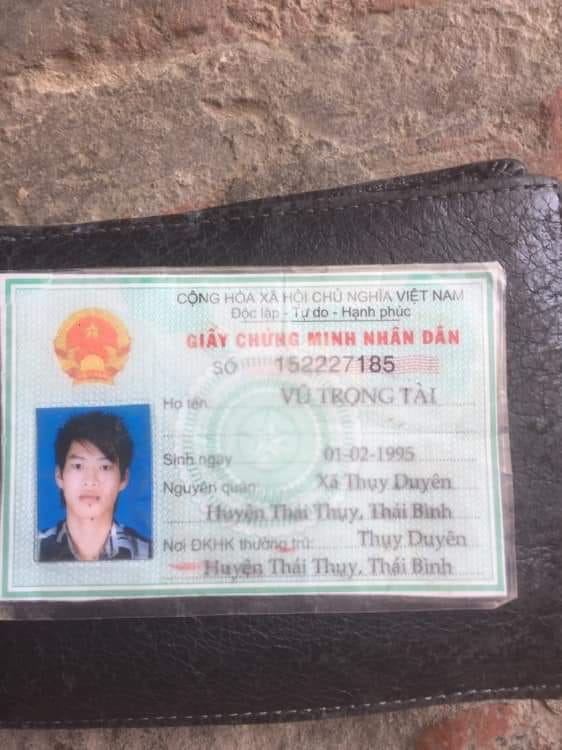 CỘNG HÒA XÃ HỘI CHỦ NGHĨA VIỆT NAM
Độc lập - Tự do - Hạnh phúc
GIẤY CHỨNG MINH NHÂN DÂN
SỐ 152227185
Họ tên VŨ TRỌNG TÀI
Sinh ngày 01-02-1995
Nguyên quán: Xã Thụy Duyên
Huyện Thái Thụy, Thái Bình
Nơi ĐKHK thường trú: Thụy Duyên
Huyện Thái Thụy, Thái Bình